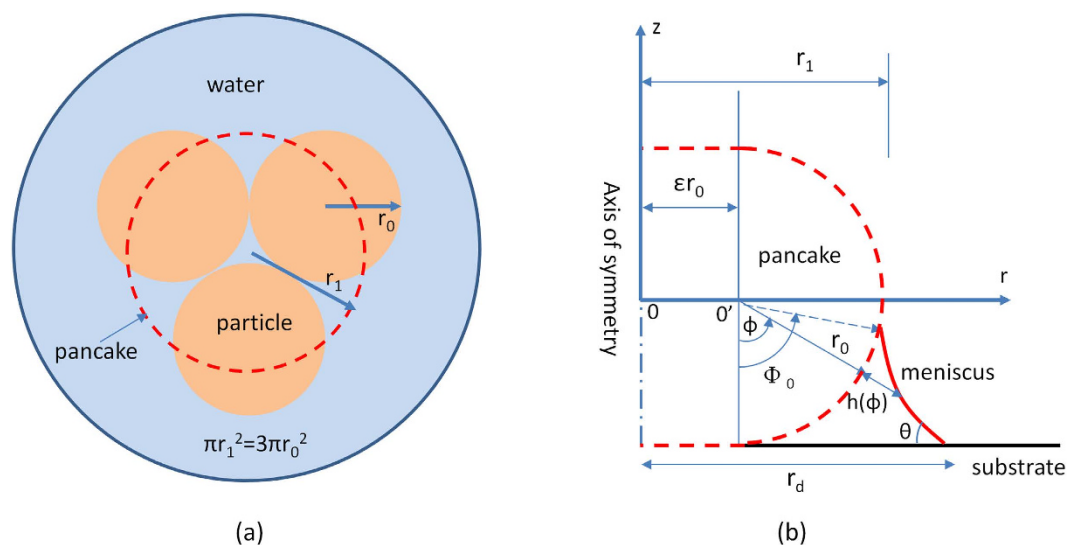 water
r₀
r₁
particle
pancake
πr₁²=3πr₀²
(a)
z
r₁
Axis of symmetry
εr₀
pancake
r
0
0’
ϕ
r₀
Φ₀
meniscus
h(ϕ)
θ
substrate
r_d
(b)